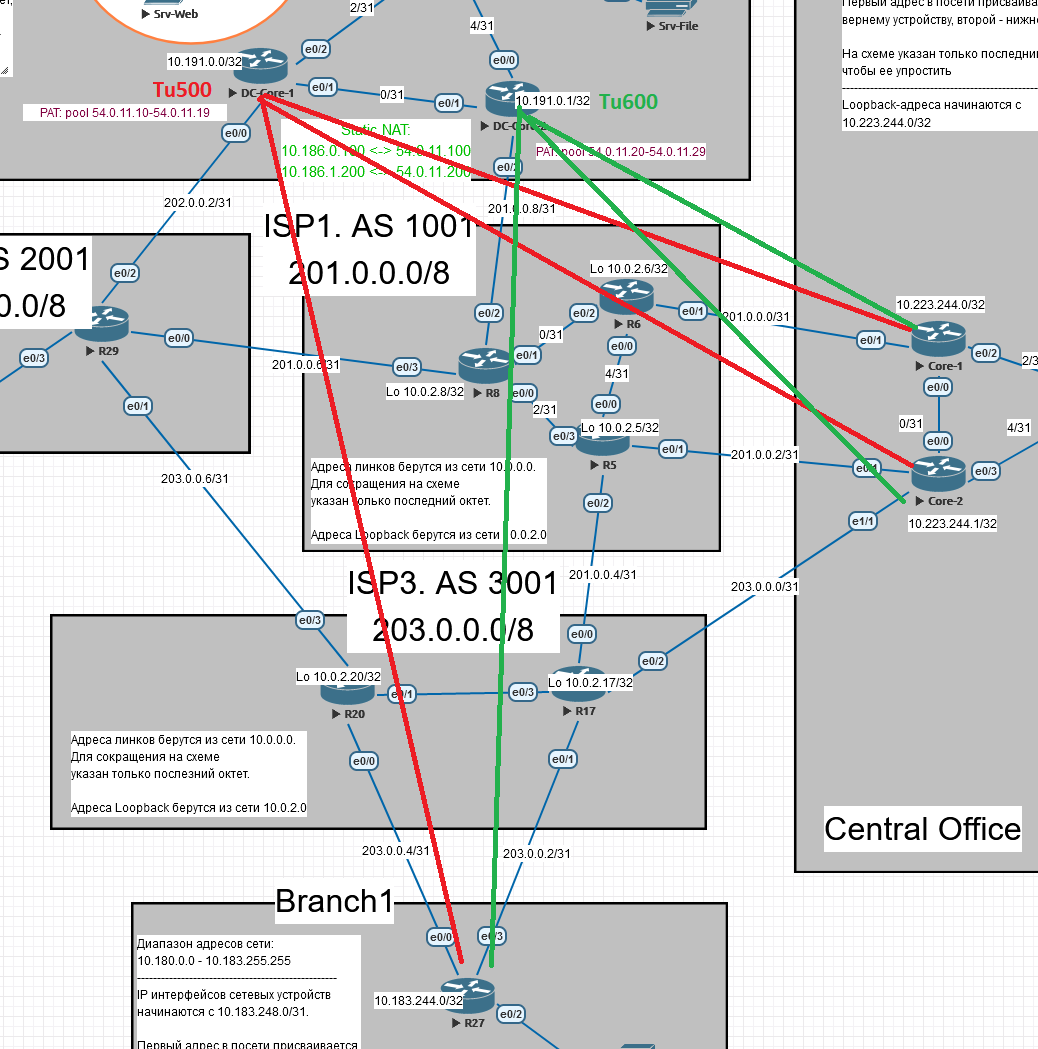 Srv-Web
2/31
4/31
Srv-File
вернему устройству, второй - нижн
На схеме указан только последни
чтобы ее упростить
Loopback-адреса начинаются с
10.223.244.0/32
e0/2
e0/0
10.191.0.0/32
Tu500
DC-Core-1
e0/1
0/31
e0/1
10.191.0.1/32
Tu600
PAT: pool 54.0.11.10-54.0.11.19
e0/0
Static NAT:
10.186.0.100 <-> 54.0.11.100
10.186.1.200 <-> 54.0.11.200
PAT: pool 54.0.11.20-54.0.11.29
e0/2
202.0.0.2/31
201.0.0.8/31
ISP1. AS 1001
201.0.0.0/8
S 2001
0.0/8
e0/2
R29
e0/0
e0/3
e0/1
201.0.0.6/31
e0/3
Lo 10.0.2.8/32
R8
e0/2
e0/1
e0/0
0/31
e0/2
Lo 10.0.2.6/32
R6
e0/1
e0/0
4/31
e0/0
2/31
e0/3
Lo 10.0.2.5/32
R5
e0/1
e0/2
201.0.0.0/31
201.0.0.2/31
10.223.244.0/32
e0/1
Core-1
e0/2
2/3
e0/0
0/31
4/31
e0/0
e0/1
Core-2
e0/3
e1/1
10.223.244.1/32
203.0.0.6/31
Адреса линков берутся из сети 10.0.0.0.
Для сокращения на схеме
указан только последний октет.
Адреса Loopback берутся из сети 10.0.2.0
ISP3. AS 3001
203.0.0.0/8
201.0.0.4/31
203.0.0.0/31
e0/3
e0/0
e0/2
Lo 10.0.2.20/32
R20
e0/1
e0/3
Lo 10.0.2.17/32
R17
e0/0
e0/1
Адреса линков берутся из сети 10.0.0.0.
Для сокращения на схеме
указан только послезний октет.
Адреса Loopback берутся из сети 10.0.2.0
203.0.0.4/31
203.0.0.2/31
Central Office
Branch1
Диапазон адресов сети:
10.180.0.0 - 10.183.255.255
IP интерфейсов сетевых устройств
начинаются с 10.183.248.0/31.
Первый адрес в посети присваивается
e0/0
e0/3
10.183.244.0/32
R27
e0/2